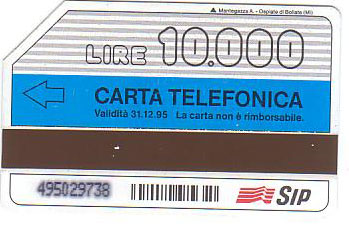 ▲ Mantegazza A. - Ospiate di Bollate (MI)
LIRE 10.000
CARTA TELEFONICA
Validità 31.12.95 La carta non è rimborsabile.
495029738 SIP